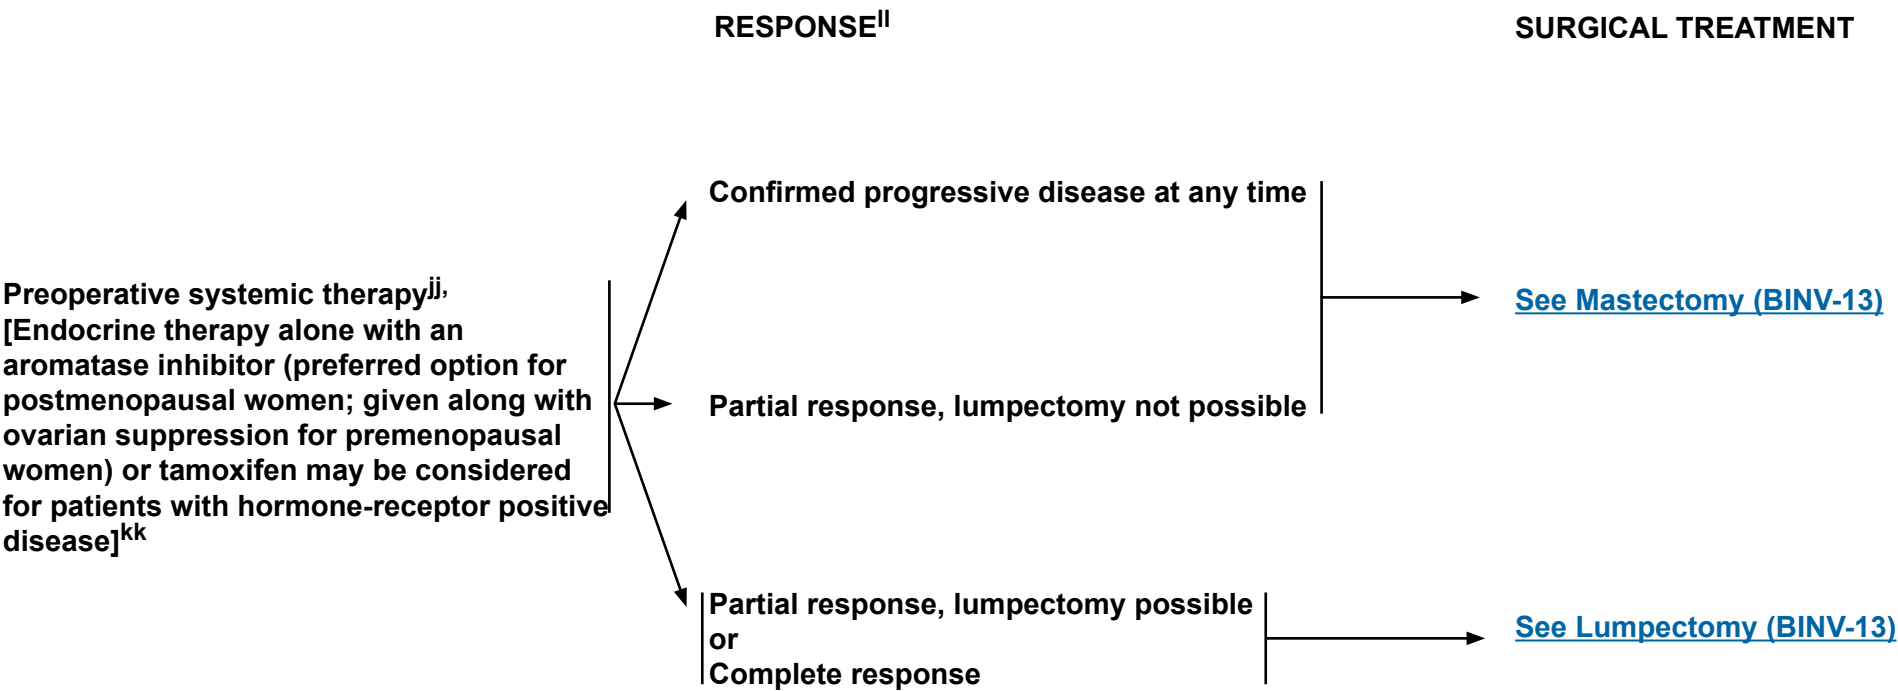 RESPONSEll
SURGICAL TREATMENT
Confirmed progressive disease at any time
Preoperative systemic therapyjj,
[Endocrine therapy alone with an
aromatase inhibitor (preferred option for
postmenopausal women; given along with
ovarian suppression for premenopausal
women) or tamoxifen may be considered
for patients with hormone-receptor positive
disease]kk
Partial response, lumpectomy not possible
See Mastectomy (BINV-13)
Partial response, lumpectomy possible
or
Complete response
See Lumpectomy (BINV-13)